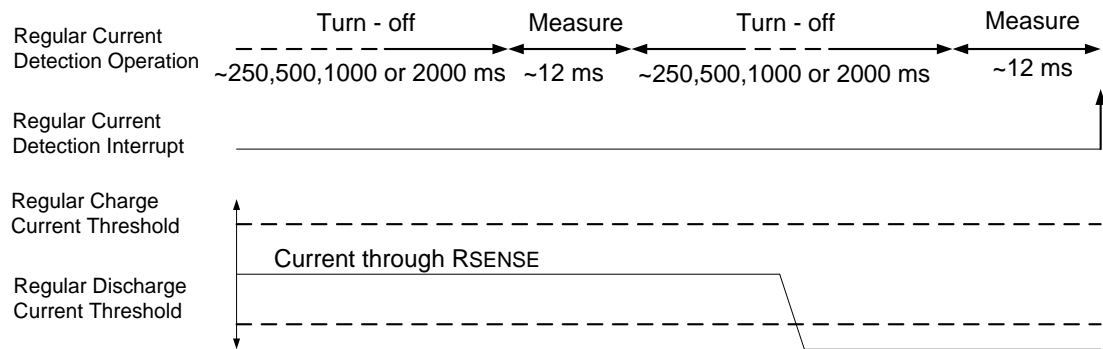 Turn - off
Measure
Turn - off
Measure
Regular Current
Detection Operation
~250,500,1000 or 2000 ms
~12 ms
~250,500,1000 or 2000 ms
~12 ms
Regular Current
Detection Interrupt
Regular Charge
Current Threshold
Current through RSENSE
Regular Discharge
Current Threshold